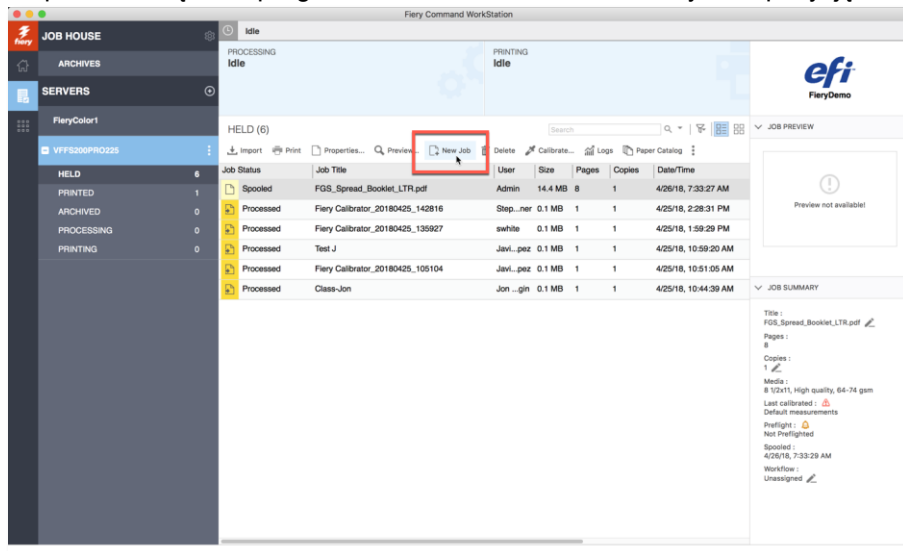 Fiery Command WorkStation
fiery
JOB HOUSE
ARCHIVES
SERVERS
FieryColor1
VFFS200PRO225
HELD 6
PRINTED 1
ARCHIVED 0
PROCESSING 0
PRINTING 0
Idle
PROCESSING
Idle
PRINTING
Idle
HELD (6)
Search
Import Print Properties... Preview... New Job Delete Calibrate... Logs Paper Catalog
Job Status Job Title User Size Pages Copies Date/Time
Spooled FGS_Spread_Booklet_LTR.pdf Admin 14.4 MB 8 1 4/26/18, 7:33:27 AM
Processed Fiery Calibrator_20180425_142816 Step...ner 0.1 MB 1 1 4/25/18, 2:28:31 PM
Processed Fiery Calibrator_20180425_135927 swhite 0.1 MB 1 1 4/25/18, 1:59:29 PM
Processed Test J Javi...pez 0.1 MB 1 1 4/25/18, 10:59:20 AM
Processed Fiery Calibrator_20180425_105104 Javi...pez 0.1 MB 1 1 4/25/18, 10:51:05 AM
Processed Class-Jon Jon ...gin 0.1 MB 1 1 4/25/18, 10:44:39 AM
efi
FieryDemo
JOB PREVIEW
Preview not available!
JOB SUMMARY
Title :
FGS_Spread_Booklet_LTR.pdf
Pages :
8
Copies :
1
Media :
8 1/2x11, High quality, 64-74 gsm
Last calibrated :
Default measurements
Preflight :
Not Preflighted
Spooled :
4/26/18, 7:33:29 AM
Workflow :
Unassigned